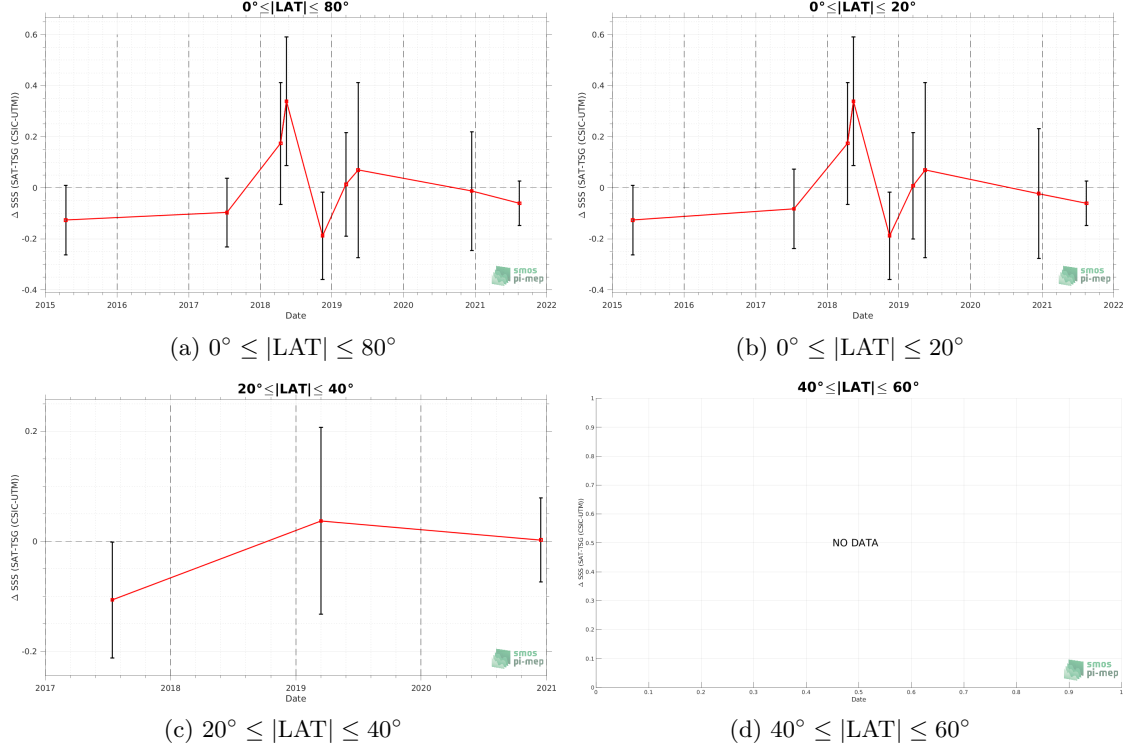 0°≤|LAT|≤ 80°
Δ SSS (SAT-TSG (CSIC-UTM))
0.6
0.4
0.2
0
-0.2
-0.4
2015 2016 2017 2018 2019 2020 2021 2022
Date
smos
pi-mep
(a) 0° ≤ |LAT| ≤ 80°
0°≤|LAT|≤ 20°
Δ SSS (SAT-TSG (CSIC-UTM))
0.6
0.4
0.2
0
-0.2
-0.4
2015 2016 2017 2018 2019 2020 2021 2022
Date
smos
pi-mep
(b) 0° ≤ |LAT| ≤ 20°
20°≤|LAT|≤ 40°
Δ SSS (SAT-TSG (CSIC-UTM))
0.2
0
-0.2
2017 2018 2019 2020 2021
Date
smos
pi-mep
(c) 20° ≤ |LAT| ≤ 40°
40°≤|LAT|≤ 60°
Δ SSS (SAT-TSG (CSIC-UTM))
1
0.9
0.8
0.7
0.6
0.5
0.4
0.3
0.2
0.1
0
NO DATA
0 0.1 0.2 0.3 0.4 0.5 0.6 0.7 0.8 0.9 1
Date
smos
pi-mep
(d) 40° ≤ |LAT| ≤ 60°